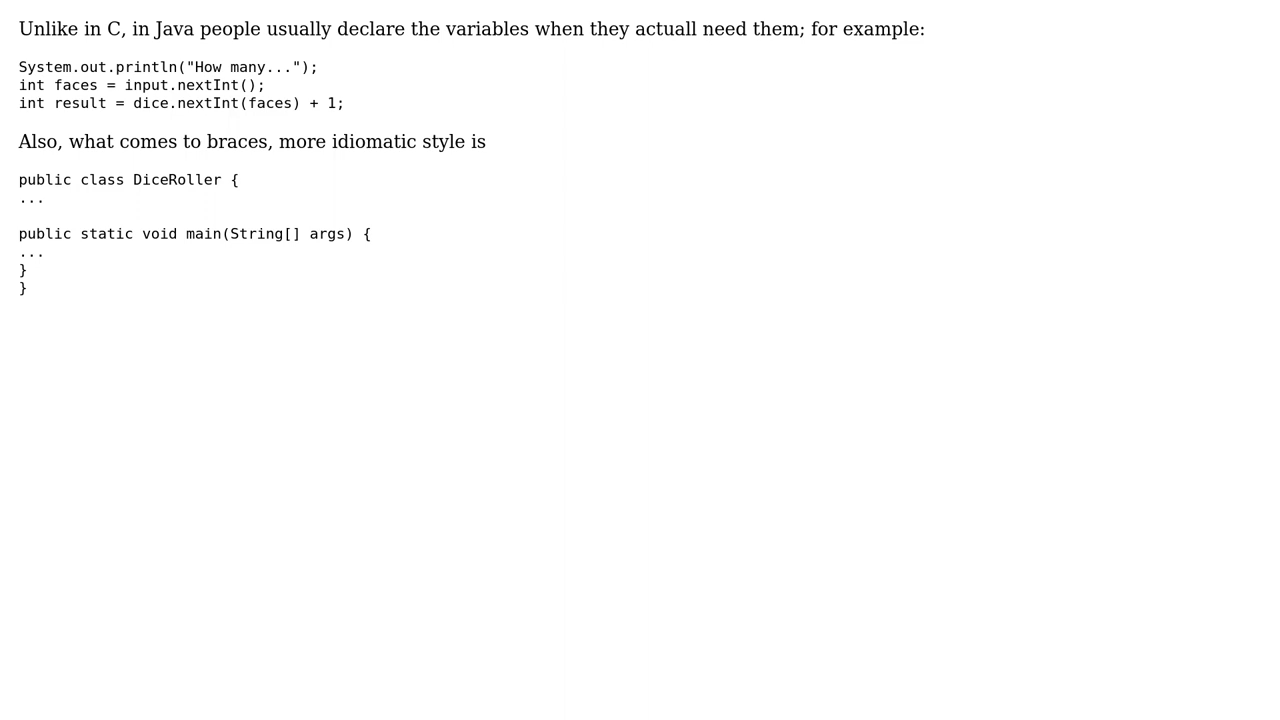 Unlike in C, in Java people usually declare the variables when they actuall need them; for example:
System.out.println("How many...");
int faces = input.nextInt();
int result = dice.nextInt(faces) + 1;
Also, what comes to braces, more idiomatic style is
public class DiceRoller {
...
public static void main(String[] args) {
...
}
}